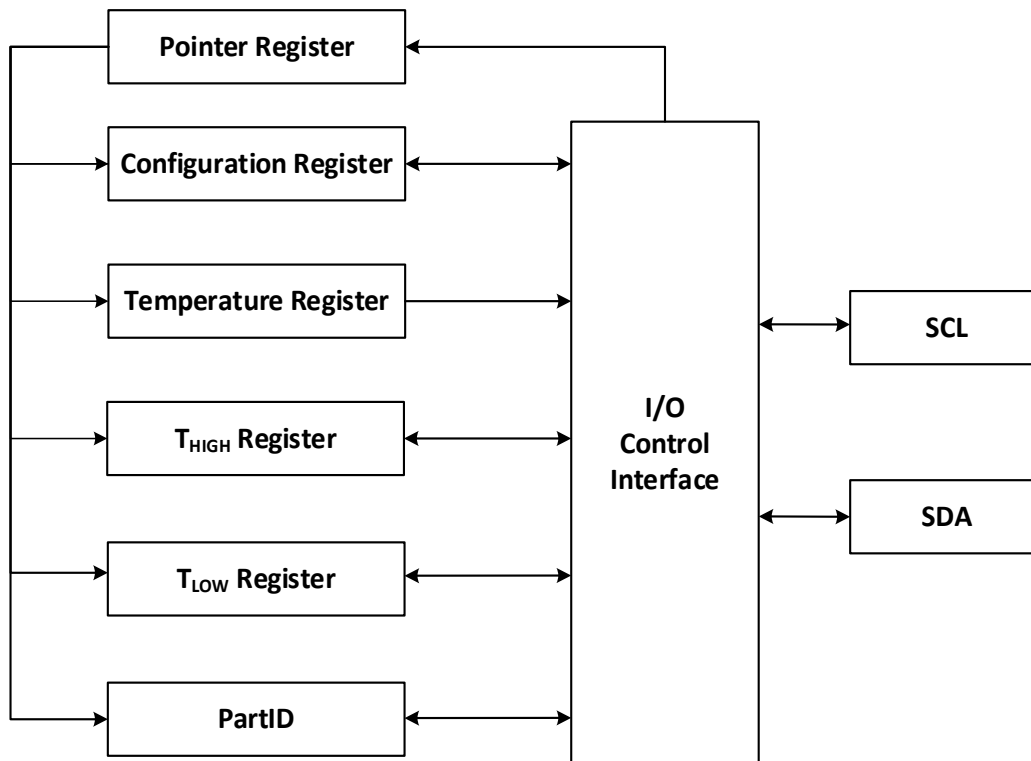 Pointer Register
Configuration Register
Temperature Register
THIGH Register
TLOW Register
PartID
I/O
Control
Interface
SCL
SDA